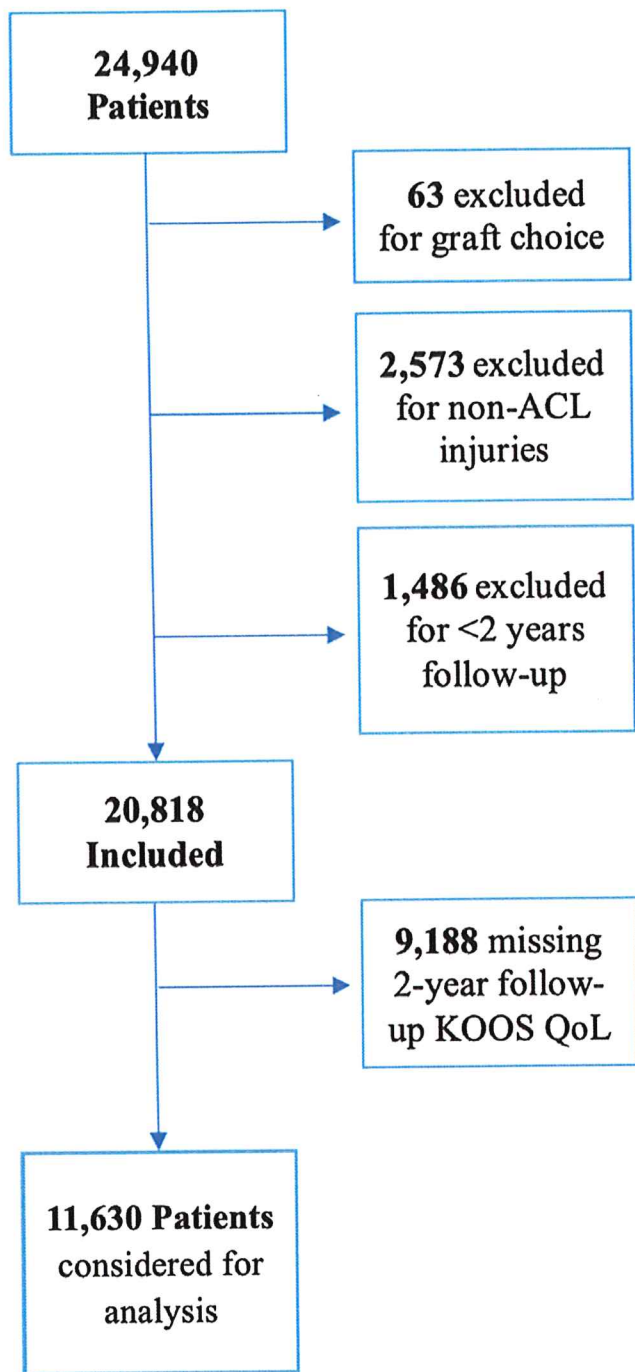 24,940
Patients
63 excluded
for graft choice
2,573 excluded
for non-ACL
injuries
1,486 excluded
for <2 years
follow-up
20,818
Included
9,188 missing
2-year follow-
up KOOS QoL
11,630 Patients
considered for
analysis